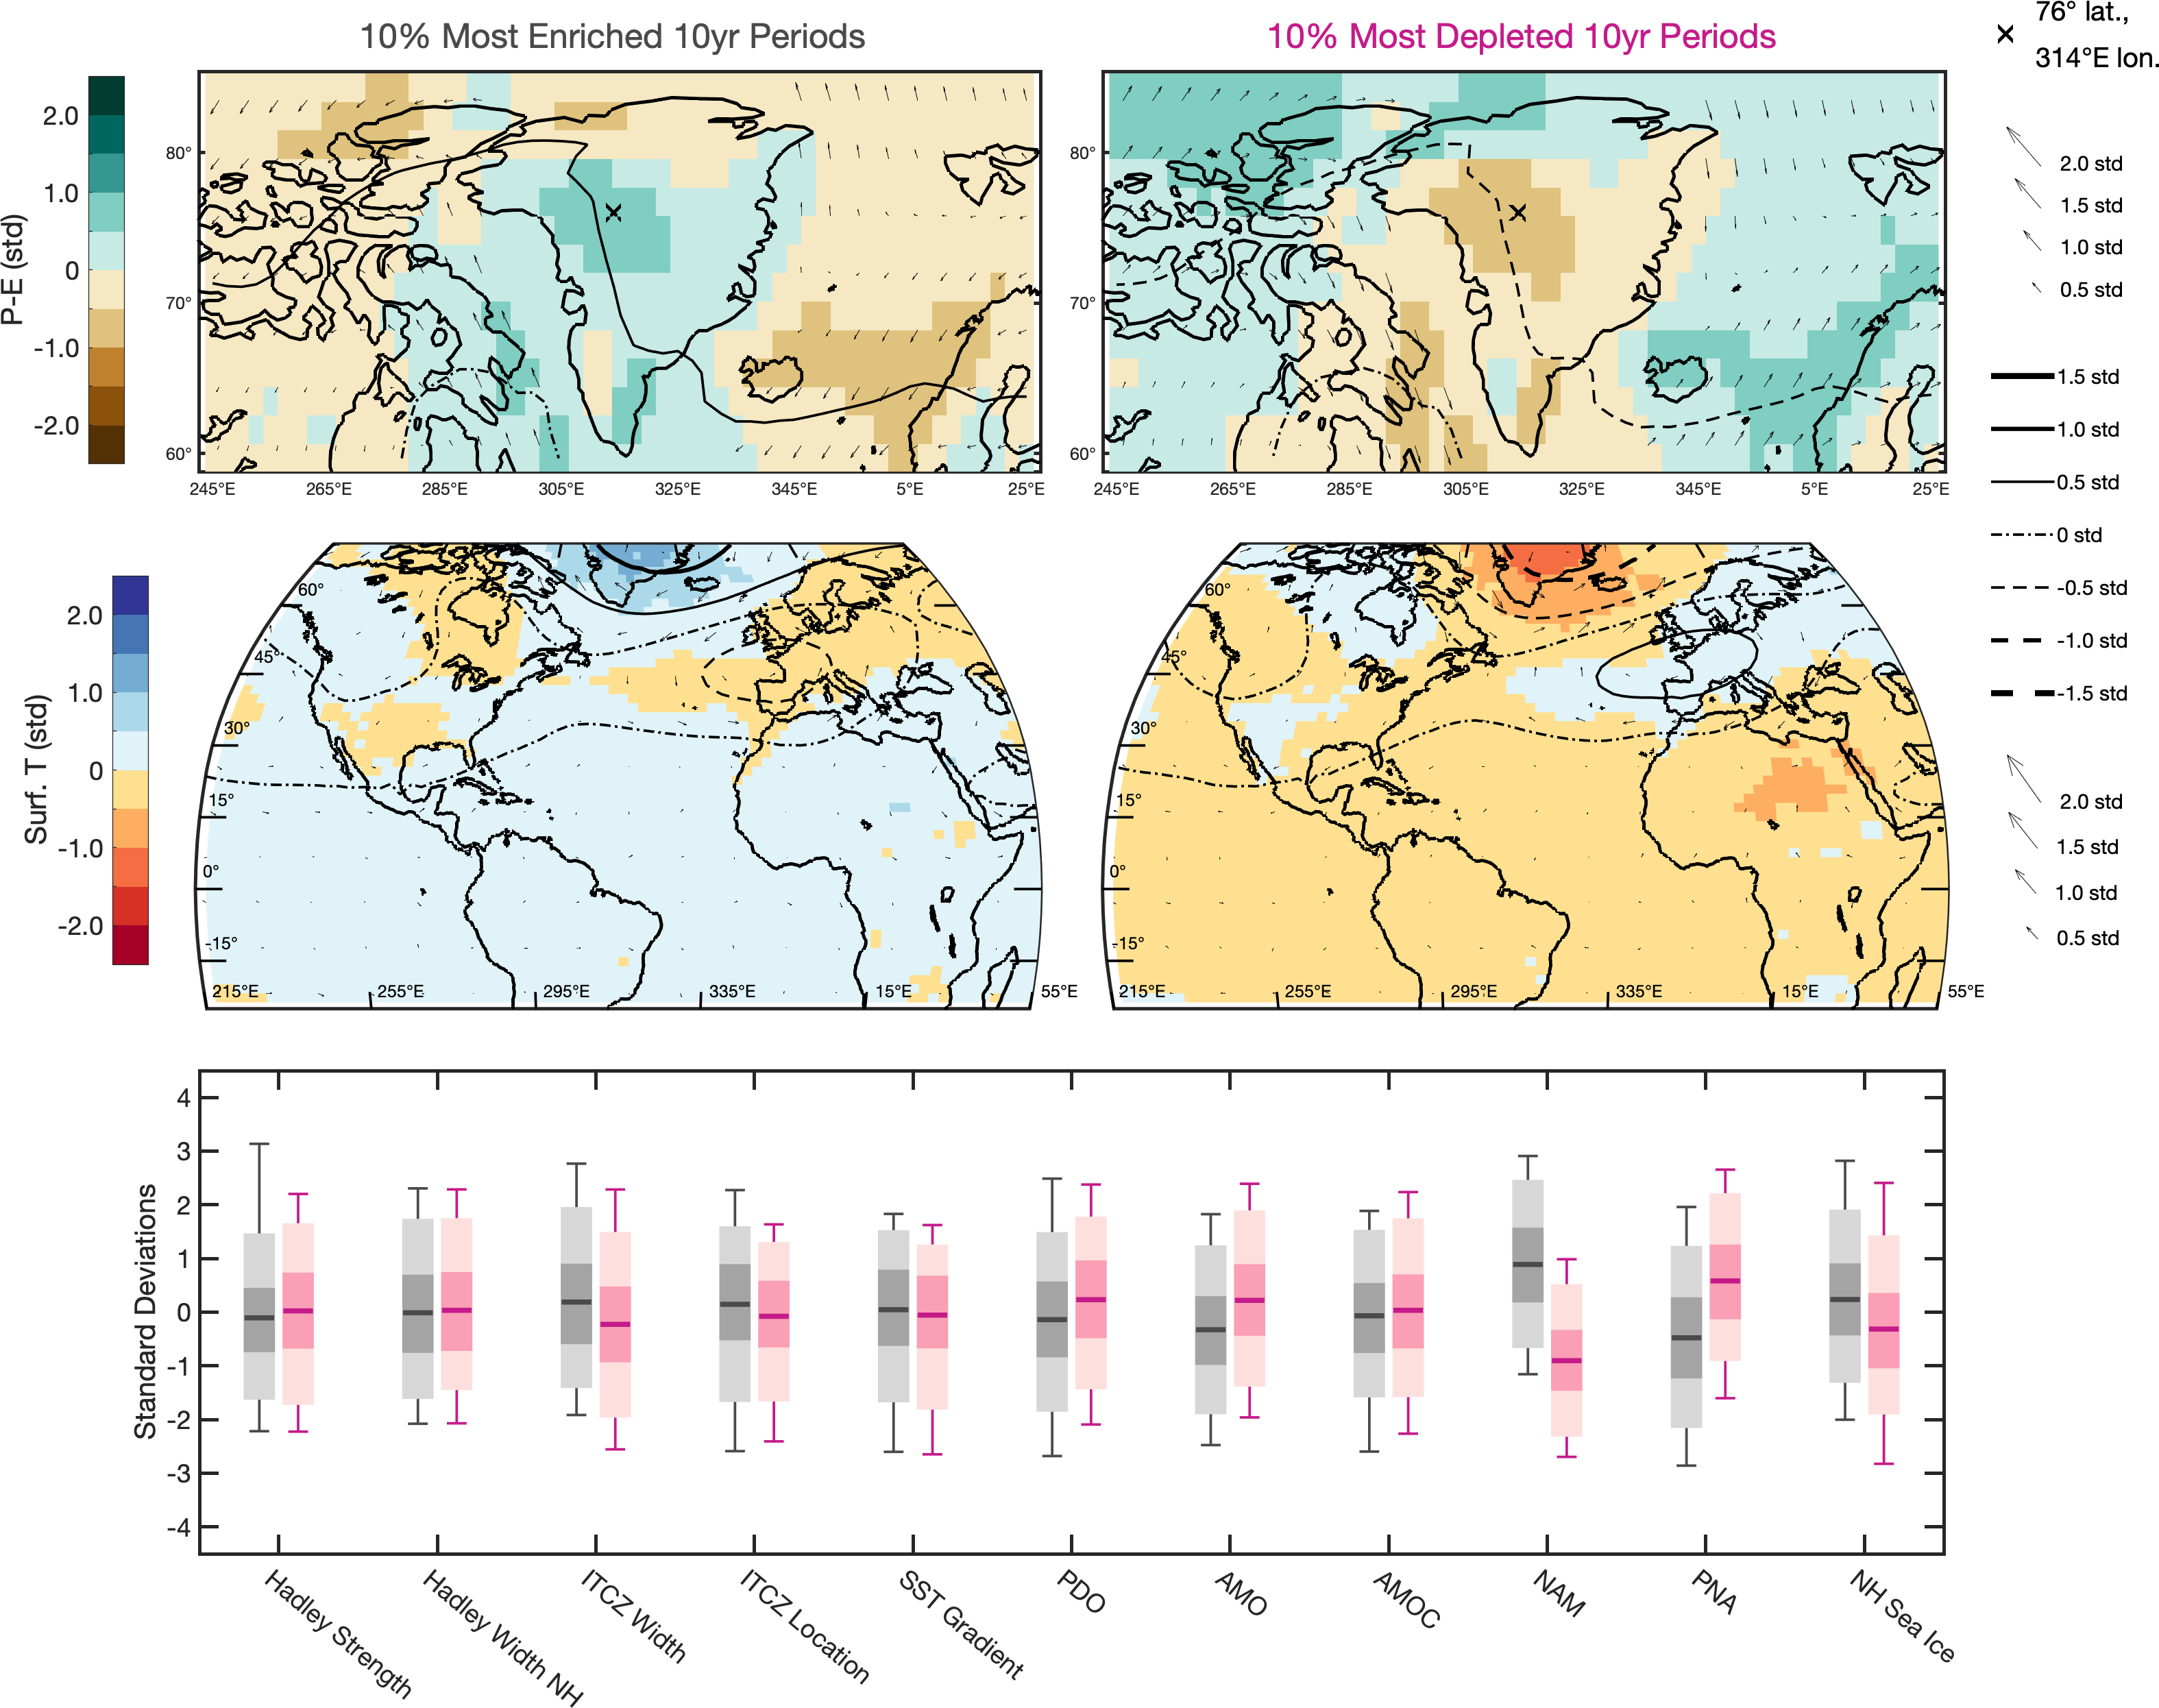 10% Most Enriched 10yr Periods
10% Most Depleted 10yr Periods
76° lat.,
314°E lon.
P-E (std)
2.0
1.0
0
-1.0
-2.0
80°
70°
60°
245°E 265°E 285°E 305°E 325°E 345°E 5°E 25°E
80°
70°
60°
245°E 265°E 285°E 305°E 325°E 345°E 5°E 25°E
2.0 std
1.5 std
1.0 std
0.5 std
1.5 std
1.0 std
0.5 std
0 std
-0.5 std
-1.0 std
-1.5 std
2.0 std
1.5 std
1.0 std
0.5 std
Surf. T (std)
2.0
1.0
0
-1.0
-2.0
60°
45°
30°
15°
0°
-15°
215°E 255°E 295°E 335°E 15°E 55°E
60°
45°
30°
15°
0°
-15°
215°E 255°E 295°E 335°E 15°E 55°E
Standard Deviations
4
3
2
1
0
-1
-2
-3
-4
Hadley Strength
Hadley Width NH
ITCZ Width
ITCZ Location
SST Gradient
PDO
AMO
AMOC
NAM
PNA
NH Sea Ice